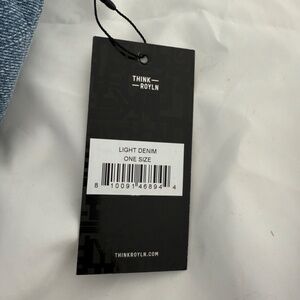 THINK—
—ROYLN
LIGHT DENIM
ONE SIZE
8 10091 46894 4
THINKROYLN.COM